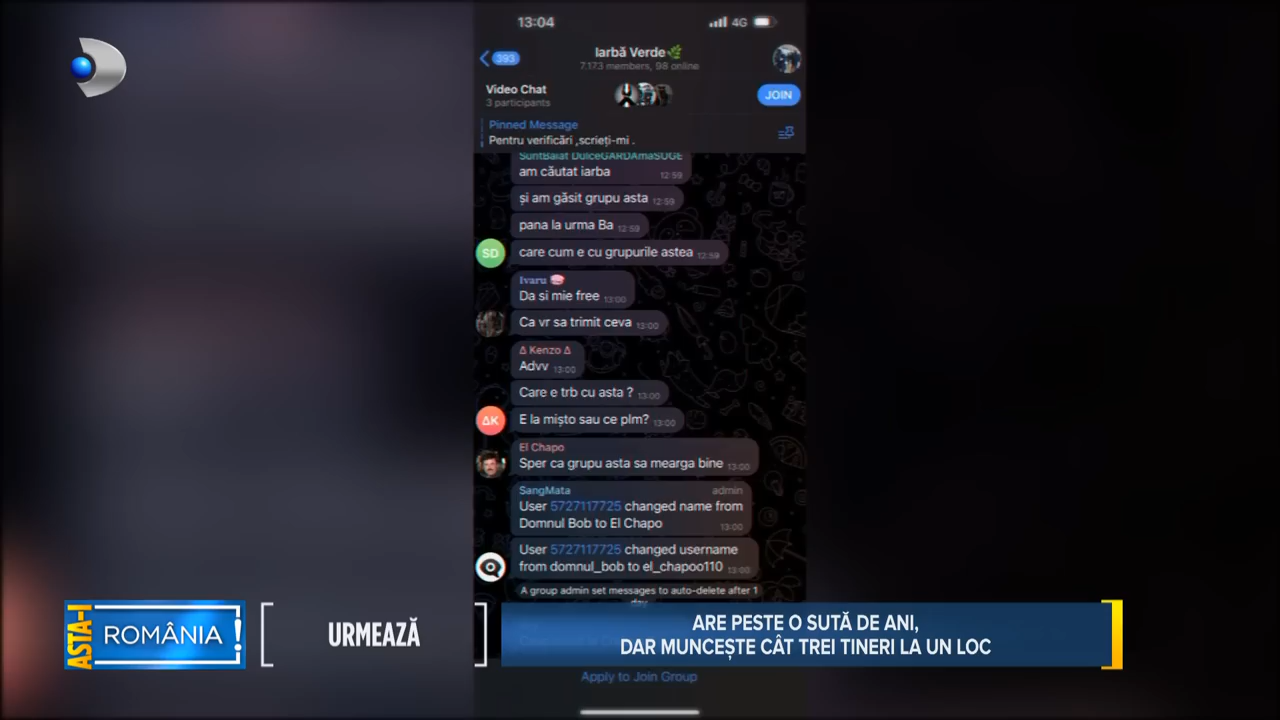 13:04
4G
393
Iarbă Verde🌿
7.173 members, 98 online
Video Chat
3 participants
JOIN
Pinned Message
Pentru verificări ,scrieți-mi .
SuntBaiat DulceGARDAmaSUGE
am căutat iarba 12:59
și am găsit grupu asta 12:59
pana la urma Ba 12:59
SD
care cum e cu grupurile astea 12:59
Ivaru
Da si mie free 13:00
Ca vr sa trimit ceva 13:00
Δ Kenzo Δ
Advv 13:00
Care e trb cu asta ? 13:00
ΔK
E la mișto sau ce plm? 13:00
El Chapo
Sper ca grupu asta sa mearga bine 13:00
SangMata admin
User 5727117725 changed name from
Domnul Bob to El Chapo 13:00
User 5727117725 changed username
from domnul_bob to el_chapoo110 13:00
A group admin set messages to auto-delete after 1
day
ASTA-I
ROMÂNIA!
URMEAZĂ
ARE PESTE O SUTĂ DE ANI,
DAR MUNCEȘTE CÂT TREI TINERI LA UN LOC
Apply to Join Group